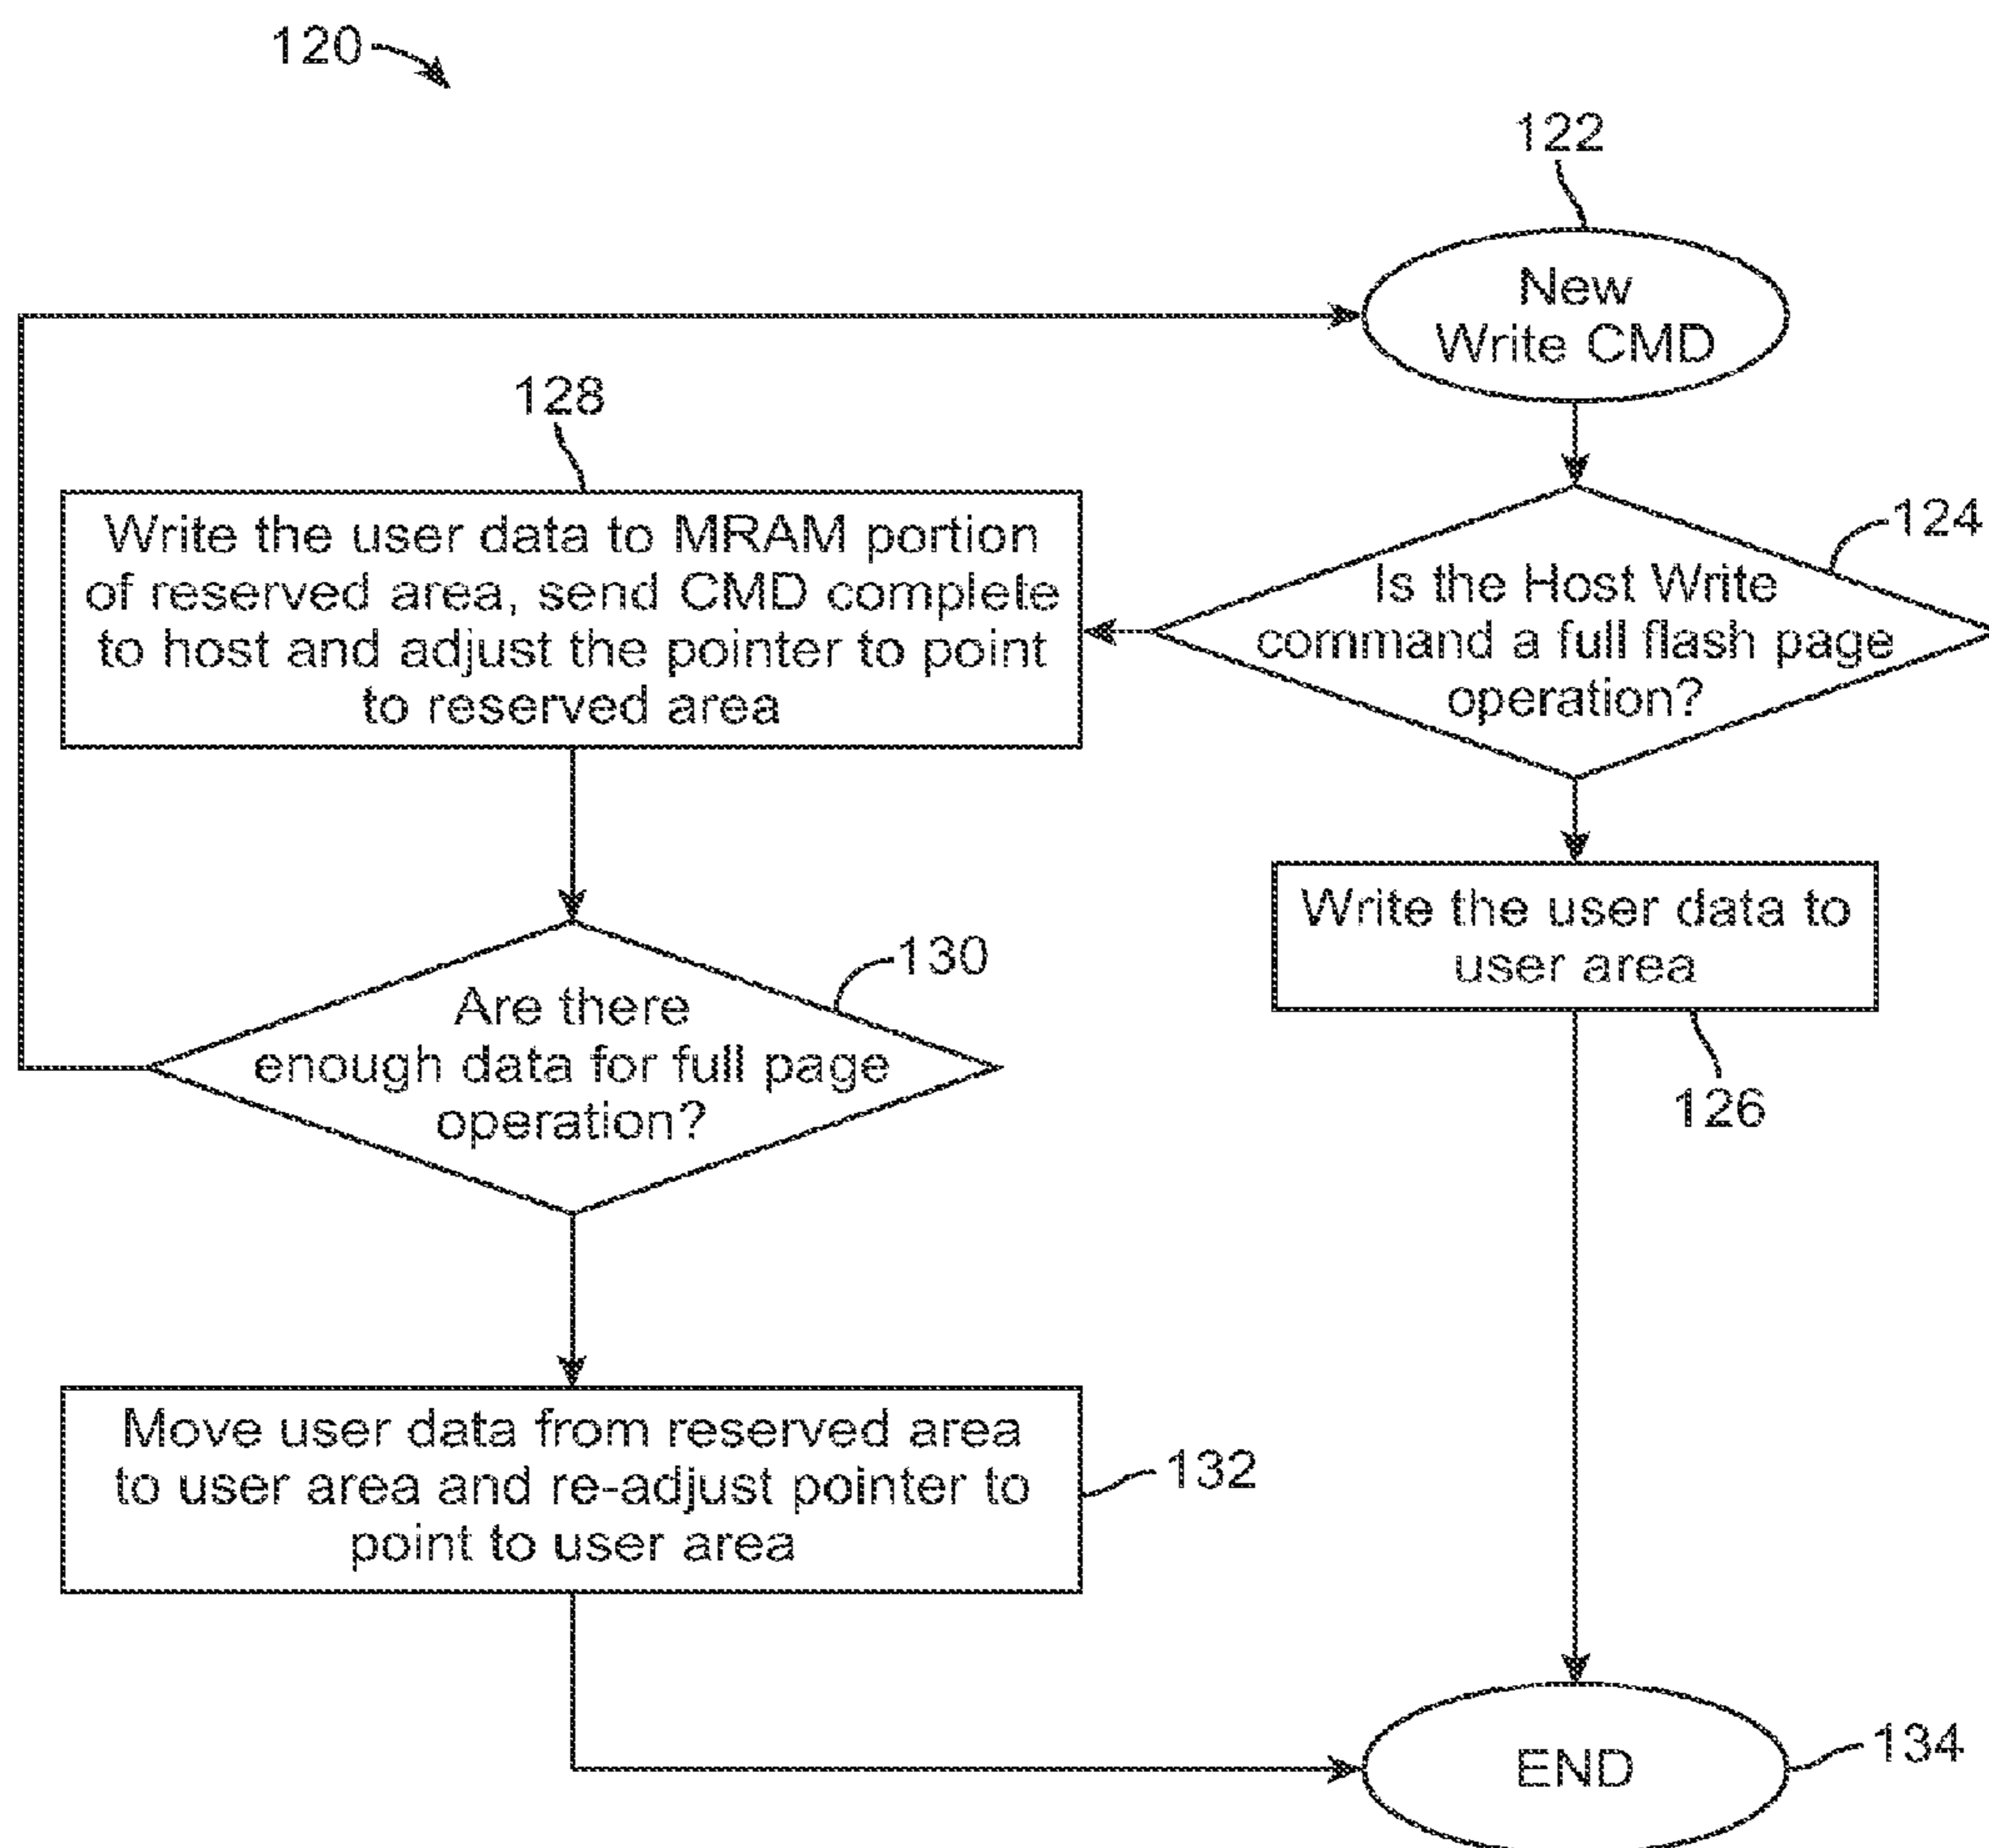 120
122
New
Write CMD
128
Write the user data to MRAM portion
of reserved area, send CMD complete
to host and adjust the pointer to point
to reserved area
124
Is the Host Write
command a full flash page
operation?
130
Are there
enough data for full page
operation?
Write the user data to
user area
126
Move user data from reserved area
to user area and re-adjust pointer to
point to user area
132
END
134